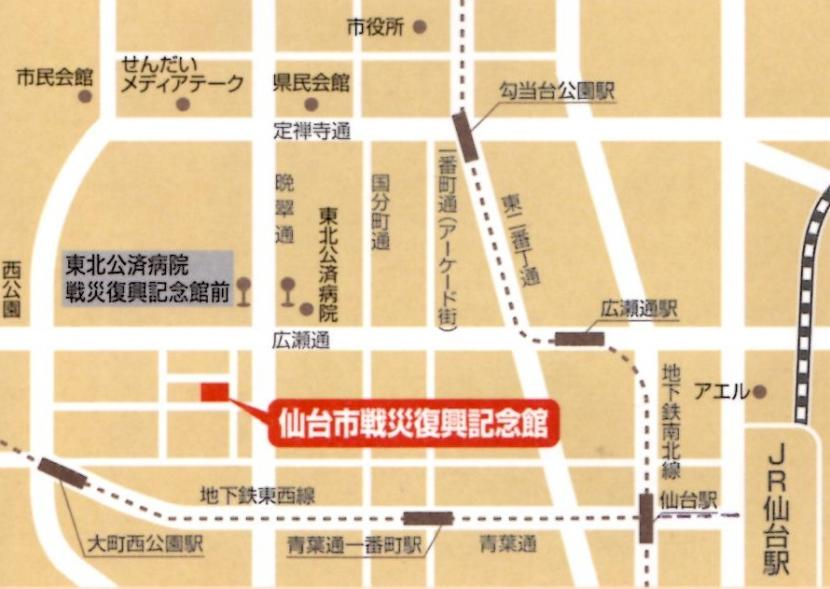 市役所
市民会館
せんだい
メディアテーク
県民会館
勾当台公園駅
定禅寺通
晩翠通
国分町通
一番町通(アーケード街)
東二番丁通
東北公済病院
西公園
東北公済病院
戦災復興記念館前
広瀬通駅
広瀬通
地下鉄南北線
アエル
仙台市戦災復興記念館
JR仙台駅
地下鉄東西線
仙台駅
大町西公園駅
青葉通一番町駅
青葉通